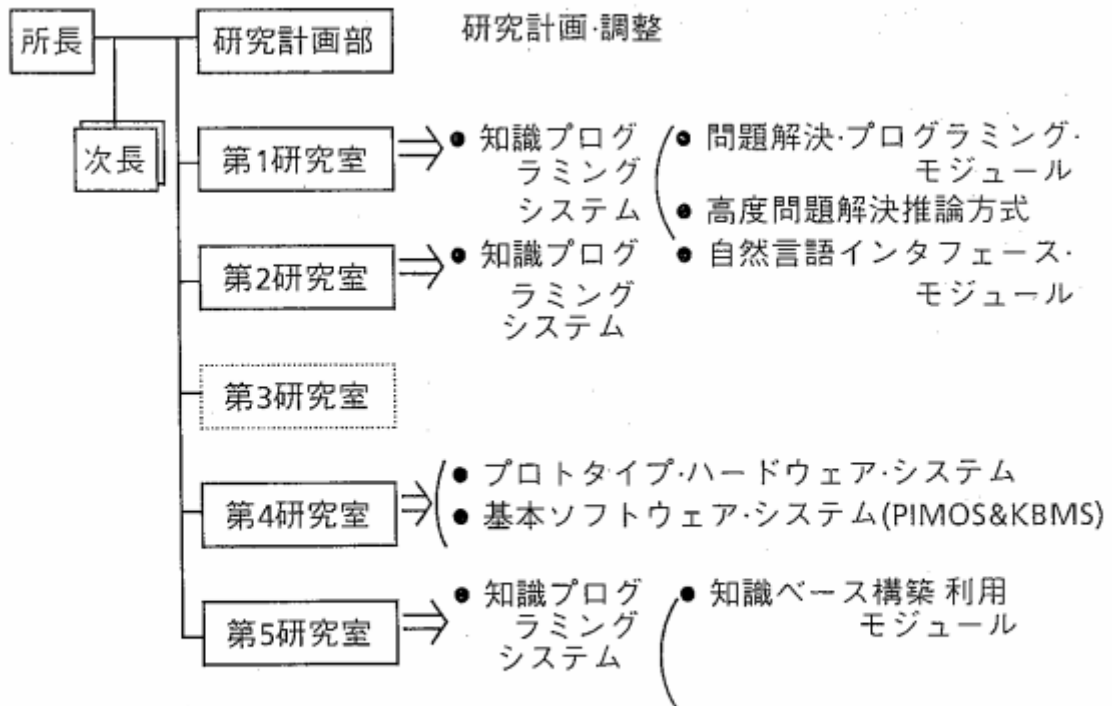 所長
研究計画部
研究計画·調整
次長
第1研究室
● 知識プログ
ラミング
システム
● 問題解決·プログラミング·
モジュール
● 高度問題解決推論方式
第2研究室
● 知識プログ
ラミング
システム
● 自然言語インタフェース·
モジュール
第3研究室
第4研究室
● プロトタイプ·ハードウェア·システム
● 基本ソフトウェア·システム(PIMOS&KBMS)
第5研究室
● 知識プログ
ラミング
システム
● 知識ベース構築 利用
モジュール